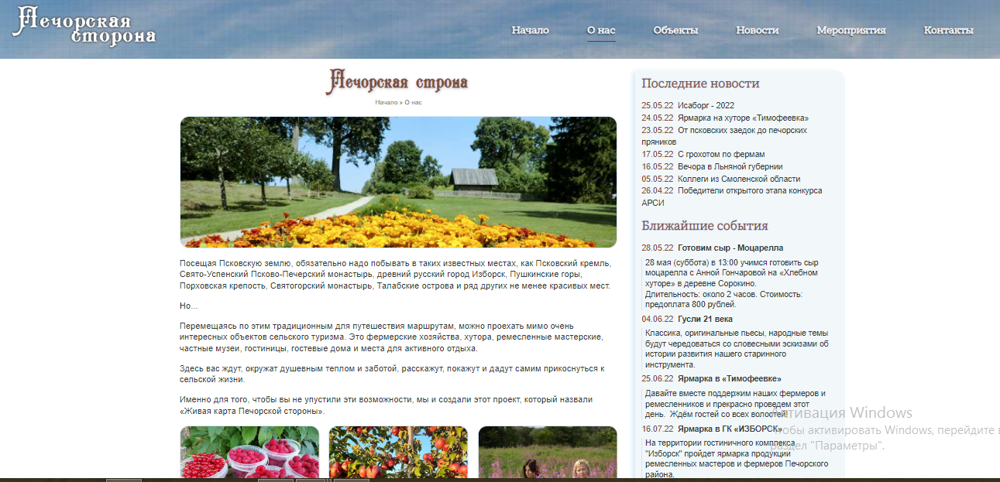 Печорская
сторона
Начало
О нас
Объекты
Новости
Мероприятия
Контакты
Печорская строна
Начало » О нас
Посещая Псковскую землю, обязательно надо побывать в таких известных местах, как Псковский кремль,
Свято-Успенский Псково-Печерский монастырь, древний русский город Изборск, Пушкинские горы,
Порховская крепость, Святогорский монастырь, Талабские острова и ряд других не менее красивых мест.
Но...
Перемещаясь по этим традиционным для путешествия маршрутам, можно проехать мимо очень
интересных объектов сельского туризма. Это фермерские хозяйства, хутора, ремесленные мастерские,
частные музеи, гостиницы, гостевые дома и места для активного отдыха.
Здесь вас ждут, окружат душевным теплом и заботой, расскажут, покажут и дадут самим прикоснуться к
сельской жизни.
Именно для того, чтобы вы не упустили эти возможности, мы и создали этот проект, который назвали
«Живая карта Печорской стороны».
Последние новости
25.05.22 Исаборг - 2022
24.05.22 Ярмарка на хуторе «Тимофеевка»
23.05.22 От псковских заедок до печорских
пряников
17.05.22 С грохотом по фермам
16.05.22 Вечора в Льняной губернии
05.05.22 Коллеги из Смоленской области
26.04.22 Победители открытого этапа конкурса
АРСИ
Ближайшие события
28.05.22 Готовим сыр - Моцарелла
28 мая (суббота) в 13:00 учимся готовить сыр
моцарелла с Анной Гончаровой на «Хлебном
хуторе» в деревне Сорокино.
Длительность: около 2 часов. Стоимость:
предоплата 800 рублей.
04.06.22 Гусли 21 века
Классика, оригинальные пьесы, народные темы
будут чередоваться со словесными эскизами об
истории развития нашего старинного
инструмента.
25.06.22 Ярмарка в «Тимофеевке»
Давайте вместе поддержим наших фермеров и
ремесленников и прекрасно проведем этот
день. Ждём гостей со всех волостей!
16.07.22 Ярмарка в ГК «ИЗБОРСК»
На территории гостиничного комплекса
"Изборск" пройдет ярмарка продукции
ремесленных мастеров и фермеров Печорского
района.
Активация Windows
Чтобы активировать Windows, перейдите в
раздел "Параметры".